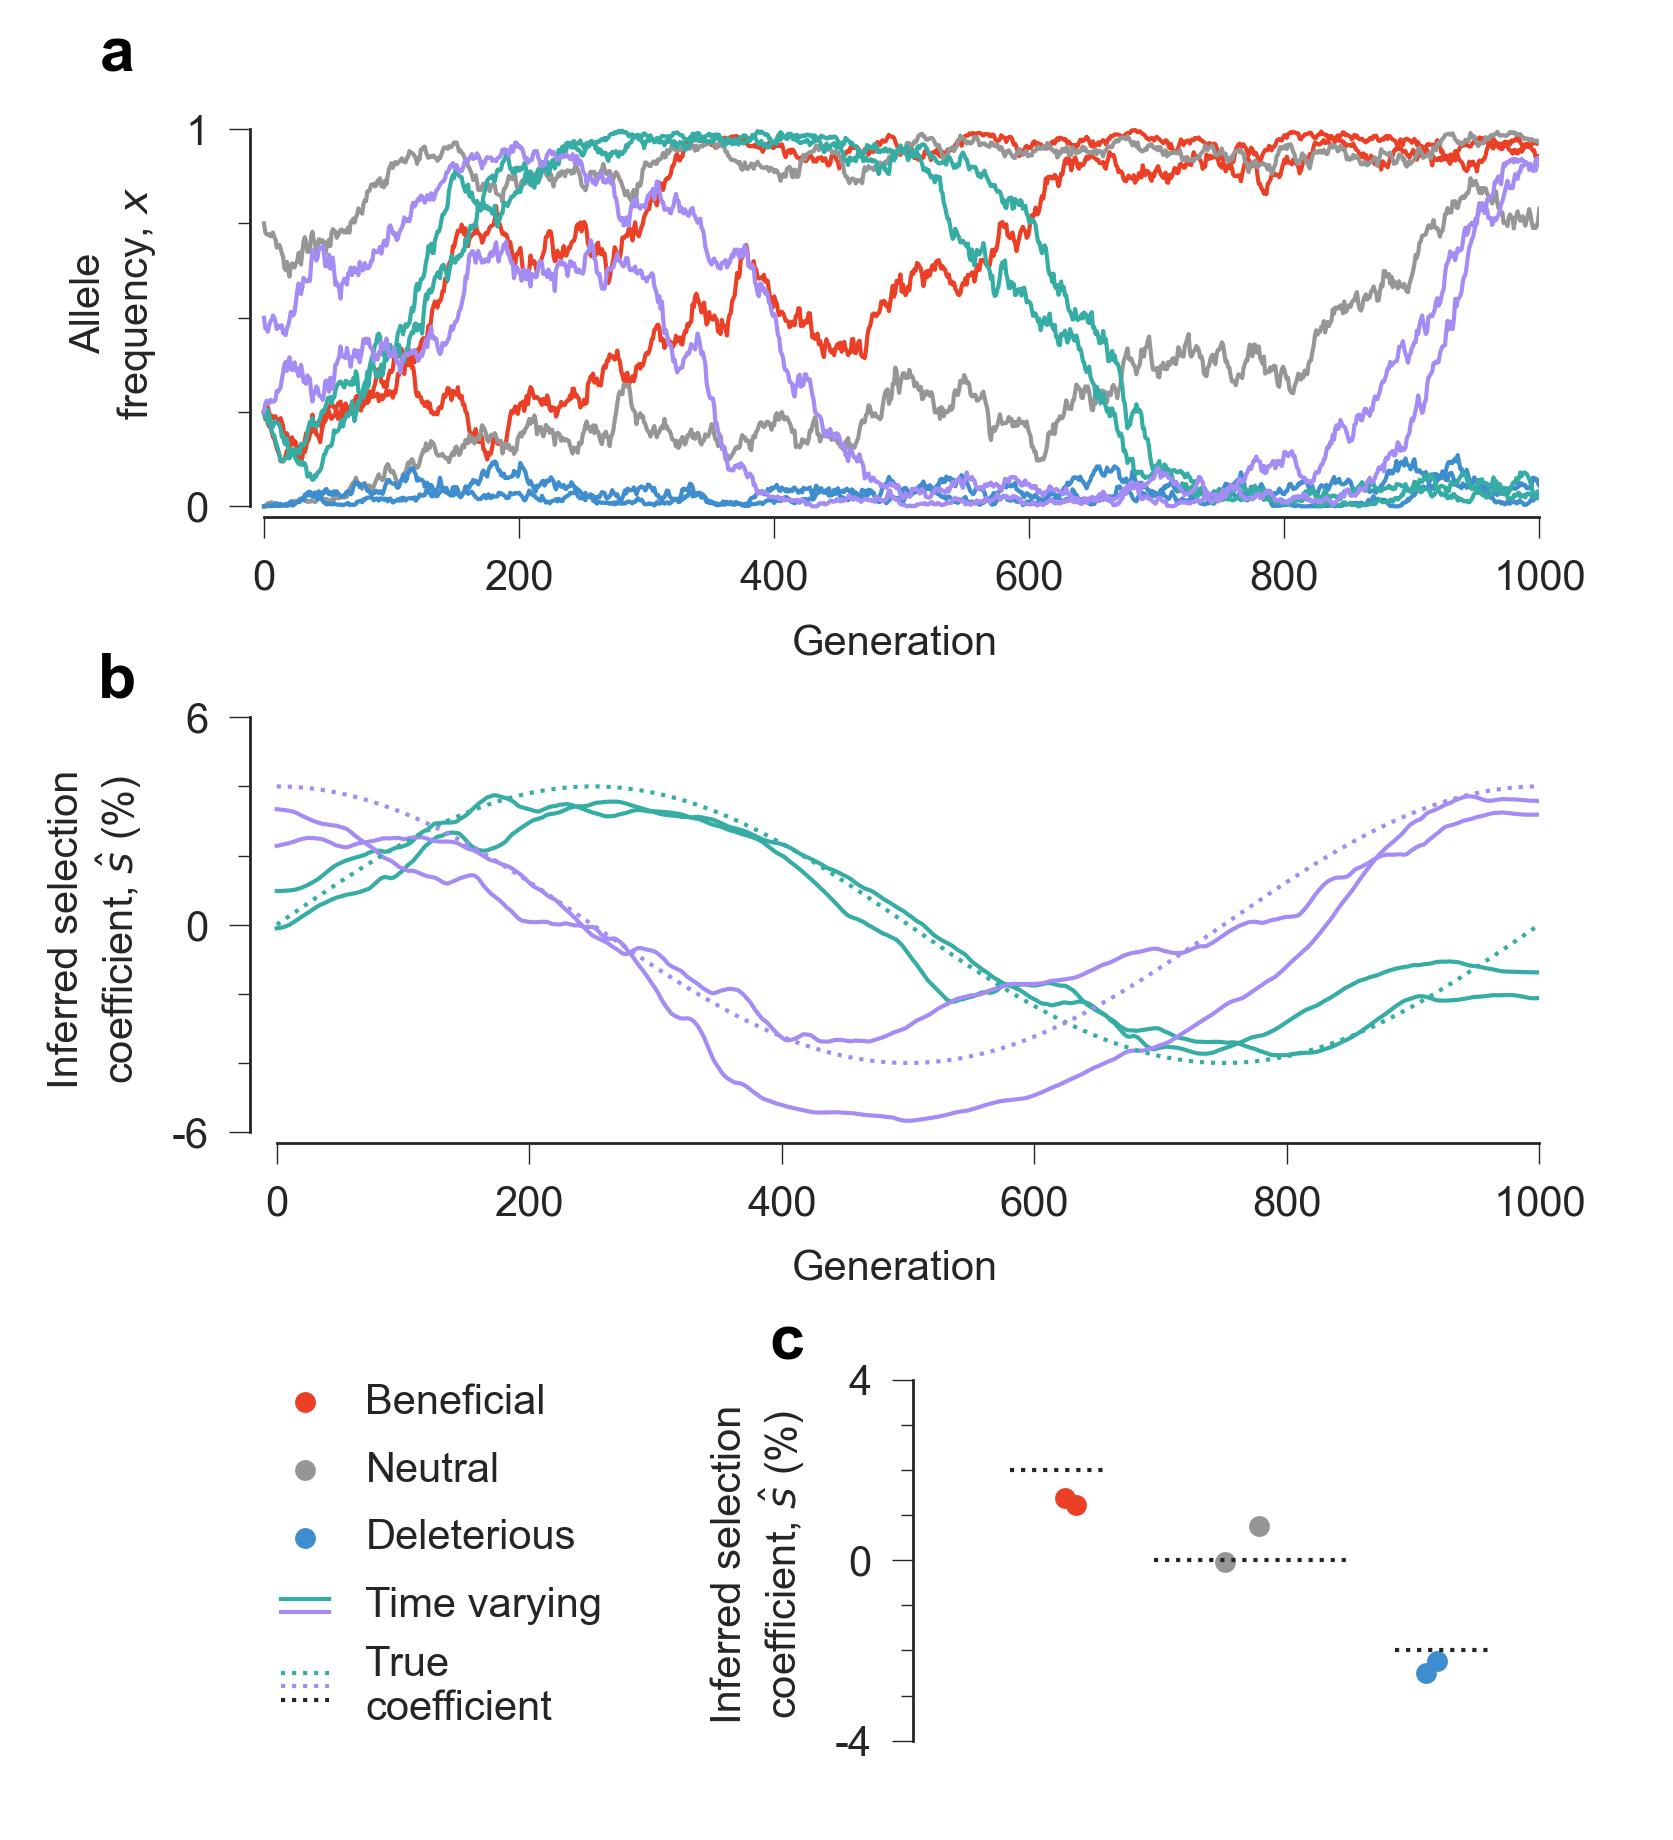 a
1
0
Allele
frequency, x
0 200 400 600 800 1000
Generation
b
6
0
-6
Inferred selection
coefficient, ŝ (%)
0 200 400 600 800 1000
Generation
Beneficial
Neutral
Deleterious
Time varying
True
coefficient
c
4
0
-4
Inferred selection
coefficient, ŝ (%)